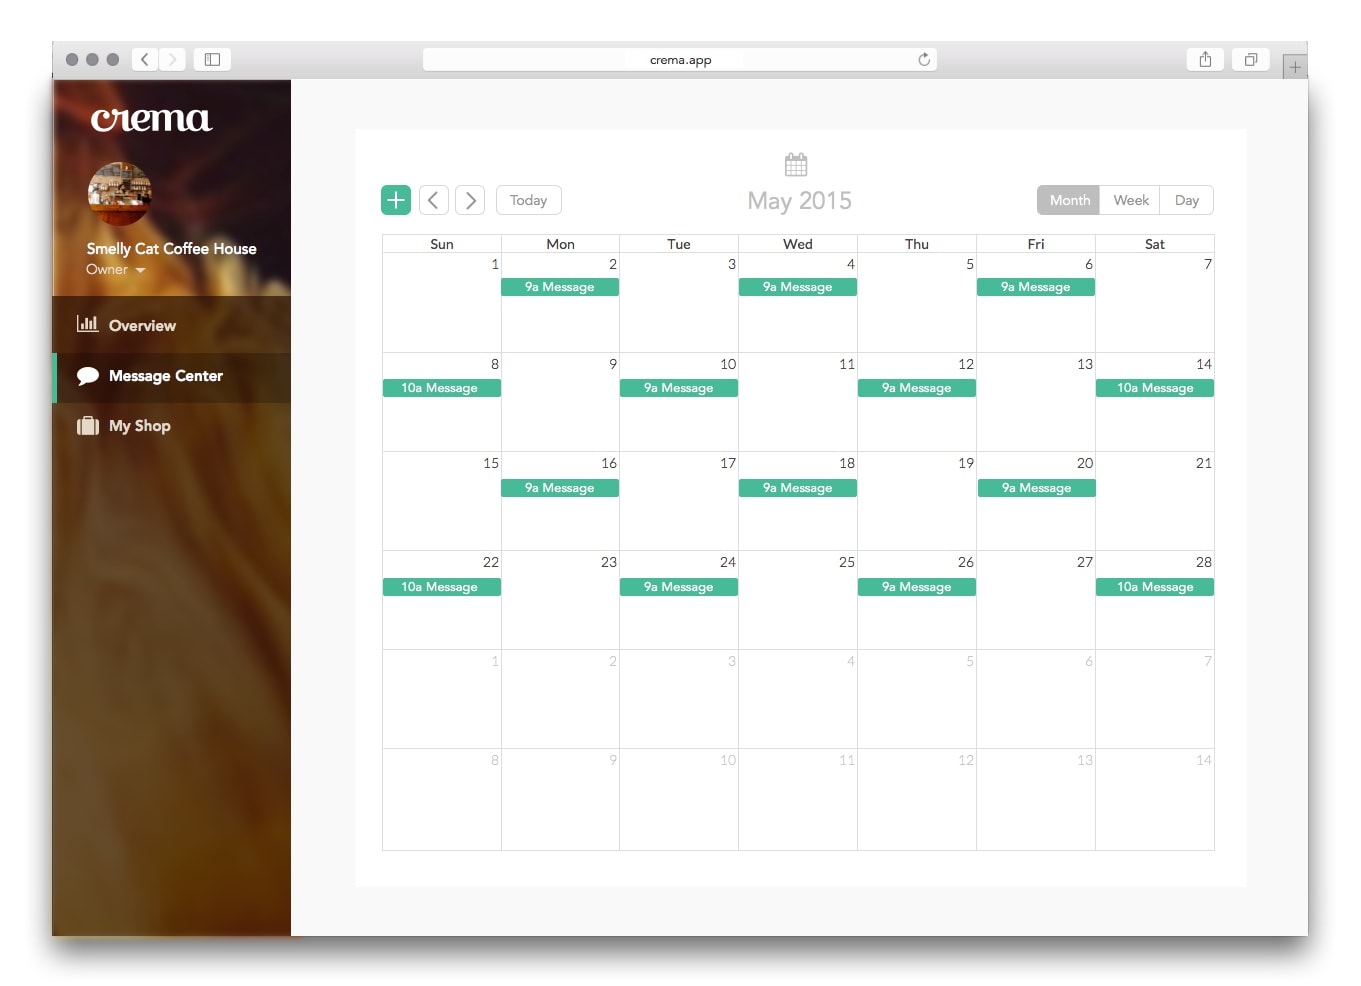 crema.app
crema
Smelly Cat Coffee House
Owner
Overview
Message Center
My Shop
Today
May 2015
Month Week Day
Sun Mon Tue Wed Thu Fri Sat
1 2 3 4 5 6 7
9a Message 9a Message 9a Message
8 9 10 11 12 13 14
10a Message 9a Message 9a Message 10a Message
15 16 17 18 19 20 21
9a Message 9a Message 9a Message
22 23 24 25 26 27 28
10a Message 9a Message 9a Message 10a Message
1 2 3 4 5 6 7
8 9 10 11 12 13 14